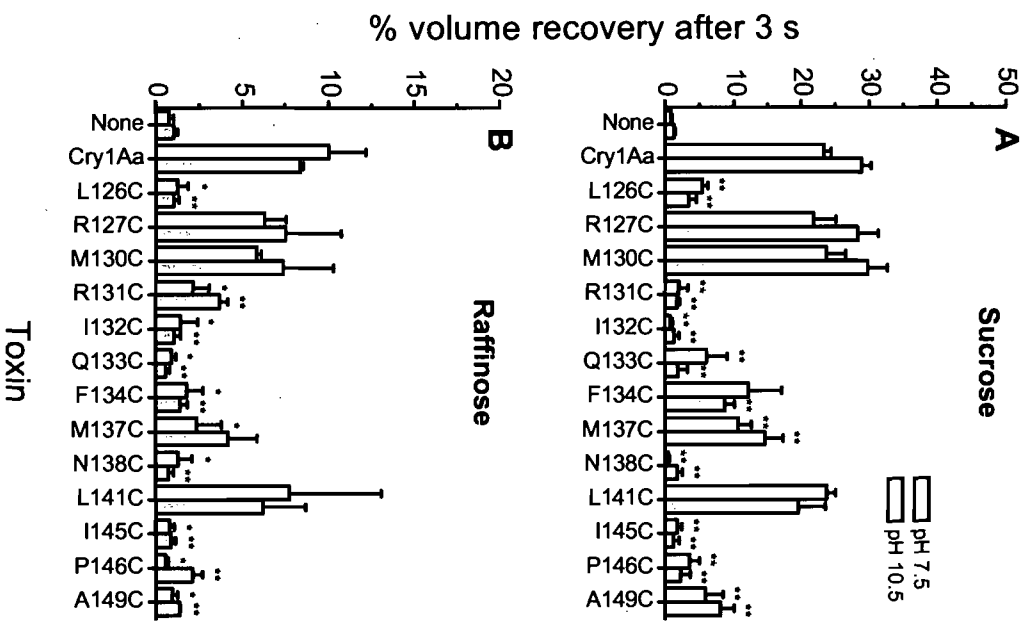 % volume recovery after 3 s
A
Sucrose
pH 7.5
pH 10.5
50
40
30
20
10
0
None
Cry1Aa
L126C
R127C
M130C
R131C
I132C
Q133C
F134C
M137C
N138C
L141C
I145C
P146C
A149C
B
Raffinose
20
15
10
5
0
None
Cry1Aa
L126C
R127C
M130C
R131C
I132C
Q133C
F134C
M137C
N138C
L141C
I145C
P146C
A149C
Toxin